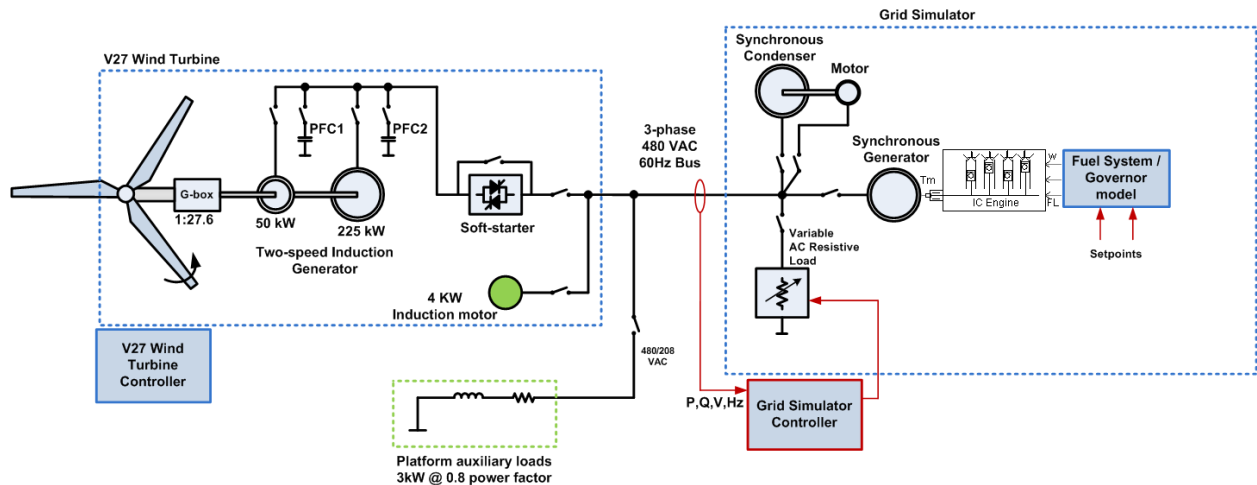 Grid Simulator
V27 Wind Turbine
Synchronous
Condenser
Motor
PFC1
PFC2
3-phase
480 VAC
60Hz Bus
Synchronous
Generator
Tm
W
FL
IC Engine
Fuel System /
Governor
model
G-box
1:27.6
50 kW
225 kW
Two-speed Induction
Generator
Soft-starter
Variable
AC Resistive
Load
Setpoints
4 KW
Induction motor
V27 Wind
Turbine
Controller
480/208
VAC
P,Q,V,Hz
Grid Simulator
Controller
Platform auxiliary loads
3kW @ 0.8 power factor